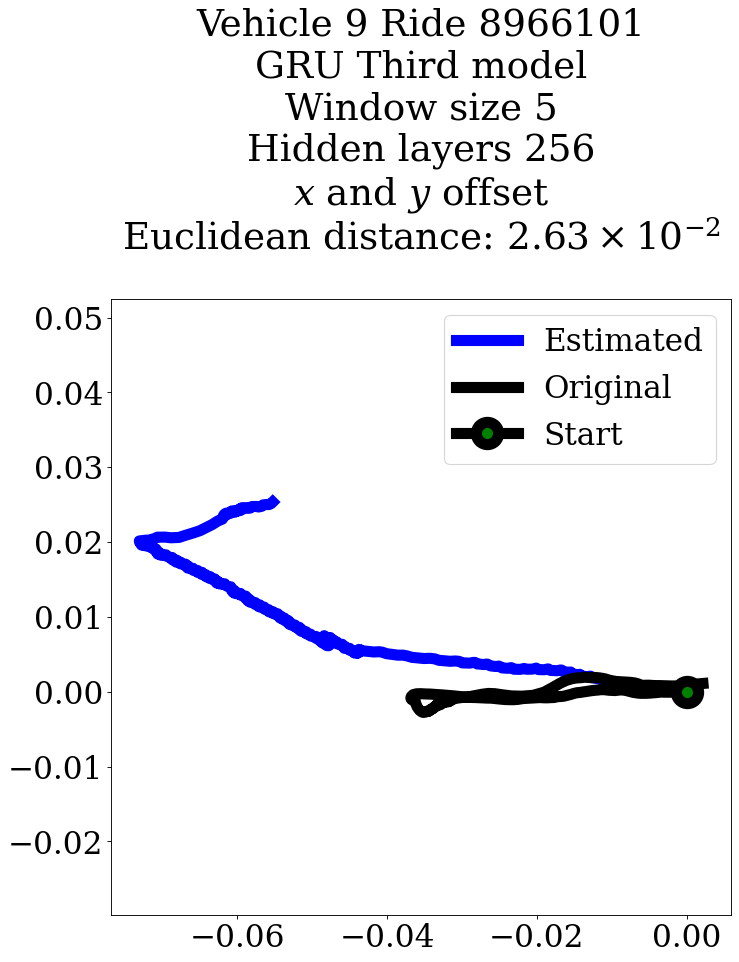 Vehicle 9 Ride 8966101
GRU Third model
Window size 5
Hidden layers 256
x and y offset
Euclidean distance: 2.63 × 10⁻²
Estimated
Original
Start
0.05
0.04
0.03
0.02
0.01
0.00
−0.01
−0.02
−0.06 −0.04 −0.02 0.00